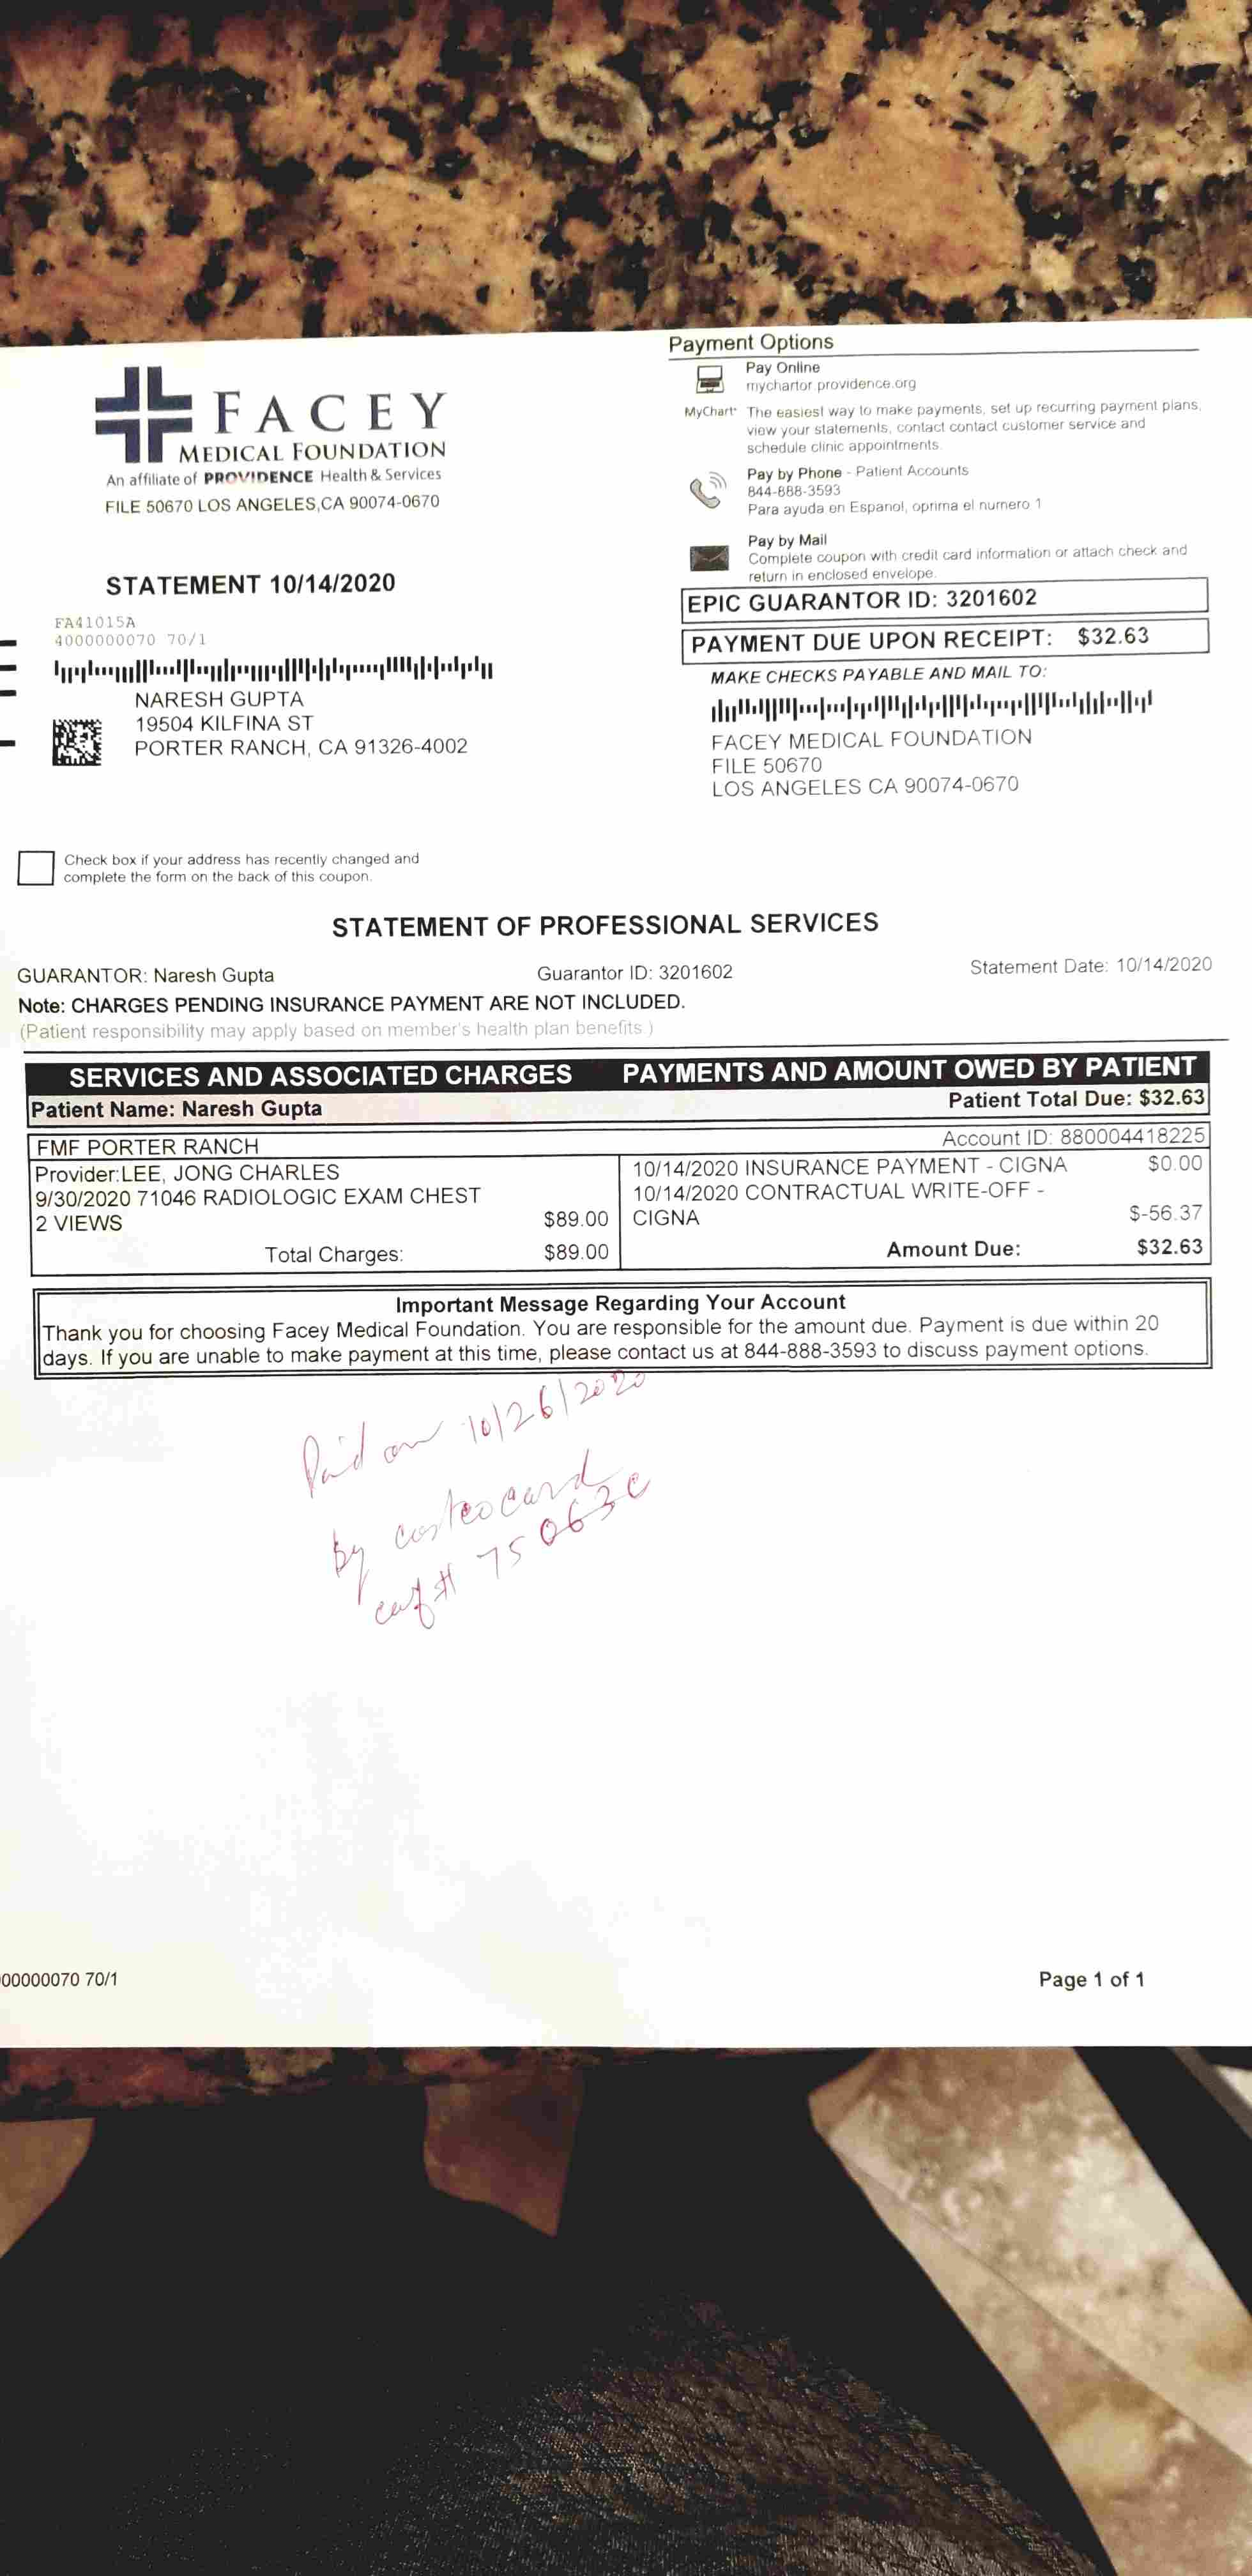 FACEY
MEDICAL FOUNDATION
An affiliate of PROVIDENCE Health & Services
FILE 50670 LOS ANGELES,CA 90074-0670
STATEMENT 10/14/2020
FA41015A
4000000070 70/1
NARESH GUPTA
19504 KILFINA ST
PORTER RANCH, CA 91326-4002
Payment Options
Pay Online
mychartor.providence.org
MyChart The easiest way to make payments, set up recurring payment plans,
view your statements, contact contact customer service and
schedule clinic appointments.
Pay by Phone - Patient Accounts
844-888-3593
Para ayuda en Espanol, oprima el numero 1
Pay by Mail
Complete coupon with credit card information or attach check and
return in enclosed envelope.
EPIC GUARANTOR ID: 3201602
PAYMENT DUE UPON RECEIPT: $32.63
MAKE CHECKS PAYABLE AND MAIL TO:
FACEY MEDICAL FOUNDATION
FILE 50670
LOS ANGELES CA 90074-0670
Check box if your address has recently changed and
complete the form on the back of this coupon.
STATEMENT OF PROFESSIONAL SERVICES
GUARANTOR: Naresh Gupta Guarantor ID: 3201602 Statement Date: 10/14/2020
Note: CHARGES PENDING INSURANCE PAYMENT ARE NOT INCLUDED.
(Patient responsibility may apply based on member's health plan benefits.)
SERVICES AND ASSOCIATED CHARGES PAYMENTS AND AMOUNT OWED BY PATIENT
Patient Name: Naresh Gupta Patient Total Due: $32.63
FMF PORTER RANCH Account ID: 880004418225
Provider:LEE, JONG CHARLES
9/30/2020 71046 RADIOLOGIC EXAM CHEST
2 VIEWS $89.00
Total Charges: $89.00
10/14/2020 INSURANCE PAYMENT - CIGNA $0.00
10/14/2020 CONTRACTUAL WRITE-OFF -
CIGNA $-56.37
Amount Due: $32.63
Important Message Regarding Your Account
Thank you for choosing Facey Medical Foundation. You are responsible for the amount due. Payment is due within 20
days. If you are unable to make payment at this time, please contact us at 844-888-3593 to discuss payment options.
Paid on 10/26/2020
By costco card
# 75063C
00000070 70/1 Page 1 of 1